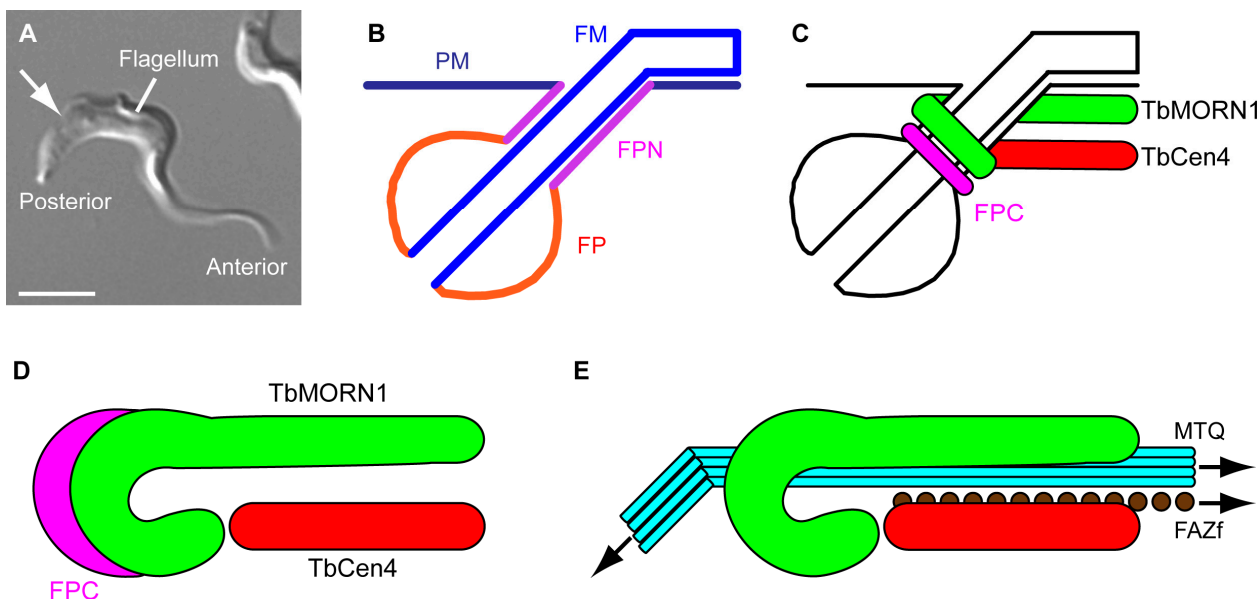 A
Flagellum
Posterior
Anterior
B
FM
PM
FPN
FP
C
TbMORN1
TbCen4
FPC
D
TbMORN1
TbCen4
FPC
E
MTQ
FAZf